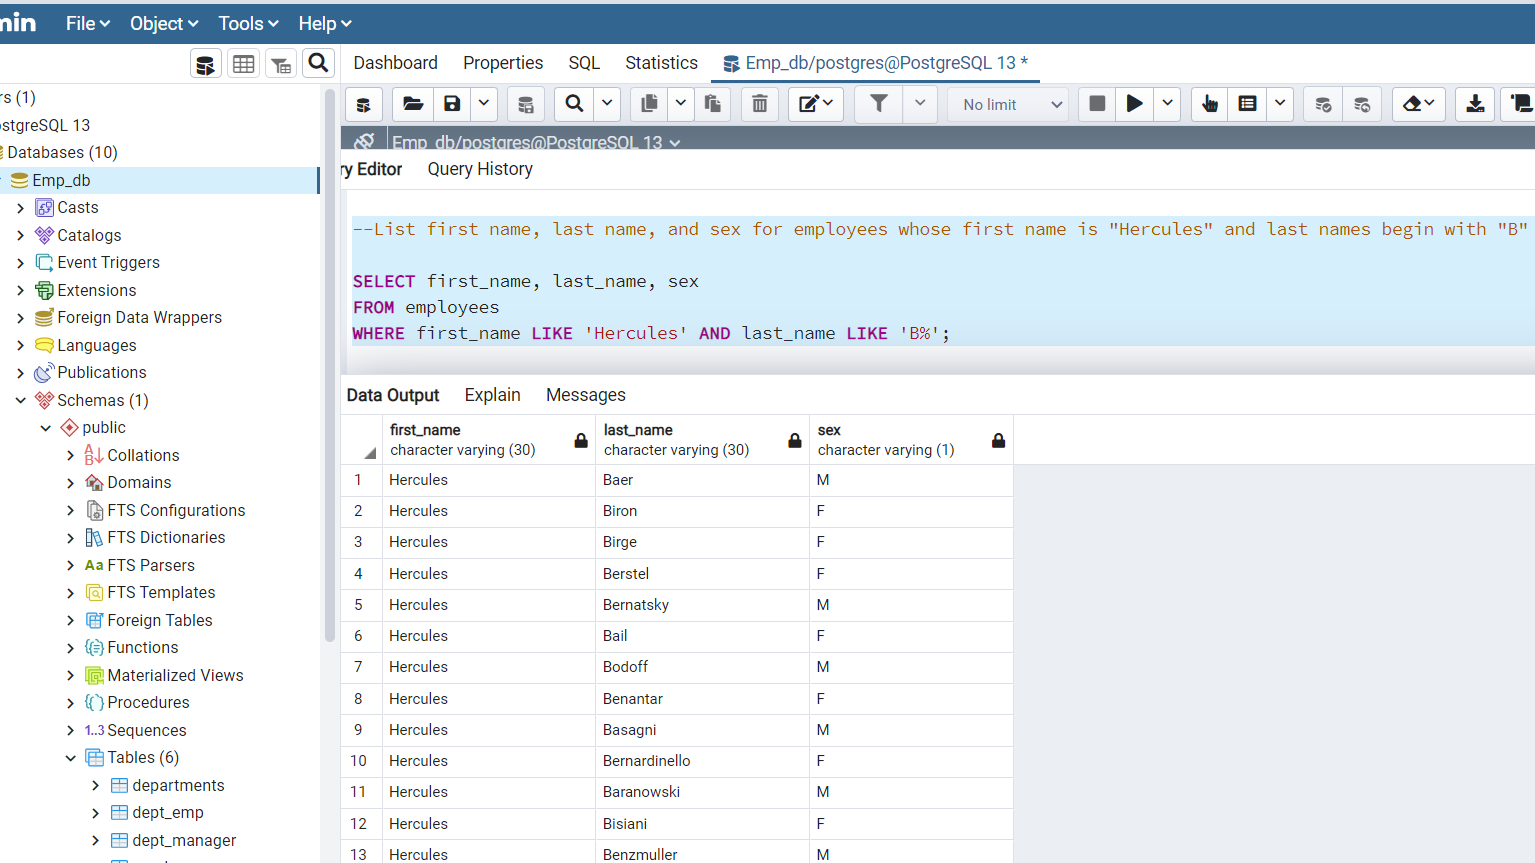 min File Object Tools Help
Dashboard Properties SQL Statistics Emp_db/postgres@PostgreSQL 13 *
No limit
rs (1)
stgreSQL 13
Databases (10)
Emp_db
Casts
Catalogs
Event Triggers
Extensions
Foreign Data Wrappers
Languages
Publications
Schemas (1)
public
Collations
Domains
FTS Configurations
FTS Dictionaries
Aa FTS Parsers
FTS Templates
Foreign Tables
Functions
Materialized Views
Procedures
1..3 Sequences
Tables (6)
departments
dept_emp
dept_manager
Emp_db/postgres@PostgreSQL 13
ry Editor Query History
--List first name, last name, and sex for employees whose first name is "Hercules" and last names begin with "B"
SELECT first_name, last_name, sex
FROM employees
WHERE first_name LIKE 'Hercules' AND last_name LIKE 'B%';
Data Output Explain Messages
first_name last_name sex
character varying (30) character varying (30) character varying (1)
1 Hercules Baer M
2 Hercules Biron F
3 Hercules Birge F
4 Hercules Berstel F
5 Hercules Bernatsky M
6 Hercules Bail F
7 Hercules Bodoff M
8 Hercules Benantar F
9 Hercules Basagni M
10 Hercules Bernardinello F
11 Hercules Baranowski M
12 Hercules Bisiani F
13 Hercules Benzmuller M